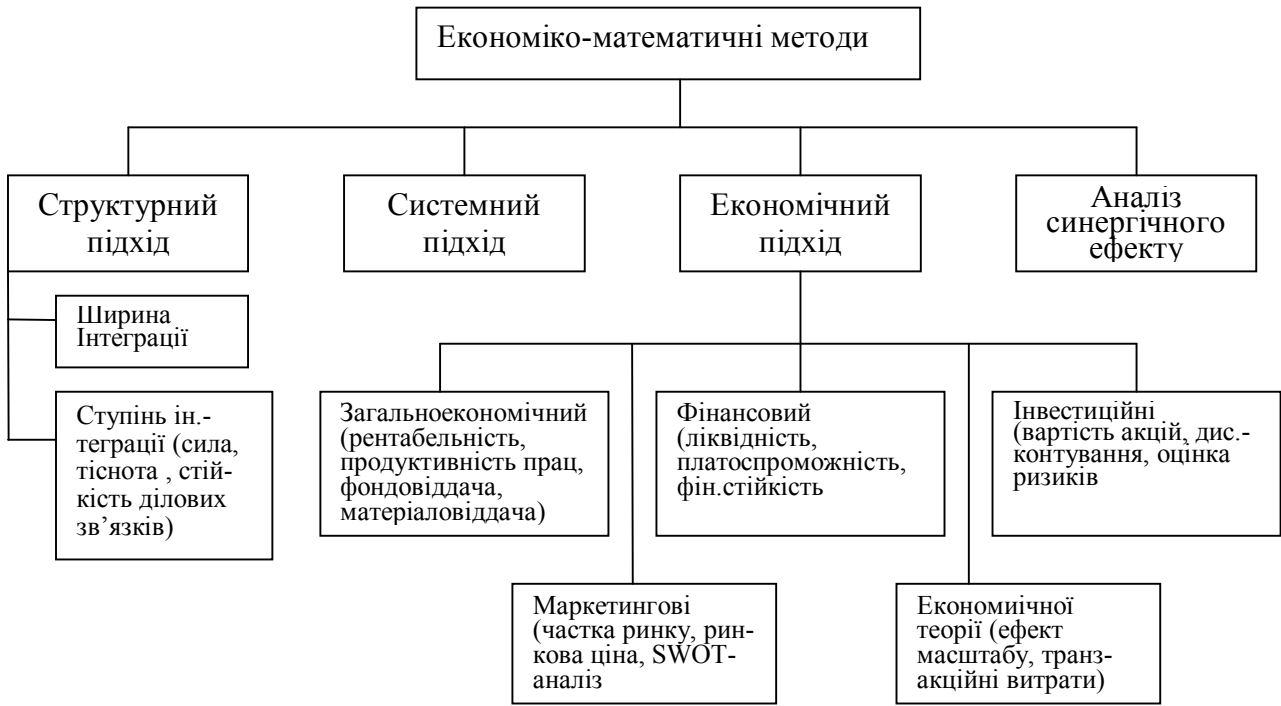 Економіко-математичні методи
Структурний
підхід
Системний
підхід
Економічний
підхід
Аналіз
синергічного
ефекту
Ширина
Інтеграції
Ступінь ін.-
теграції (сила,
тіснота , стій-
кість ділових
зв’язків)
Загальноекономічний
(рентабельність,
продуктивність прац,
фондовіддача,
матеріаловіддача)
Фінансовий
(ліквідність,
платоспроможність,
фін.стійкість
Інвестиційні
(вартість акцій, дис.-
контування, оцінка
ризиків
Маркетингові
(частка ринку, рин-
кова ціна, SWOT-
аналіз
Економиічної
теорії (ефект
масштабу, транз-
акційні витрати)